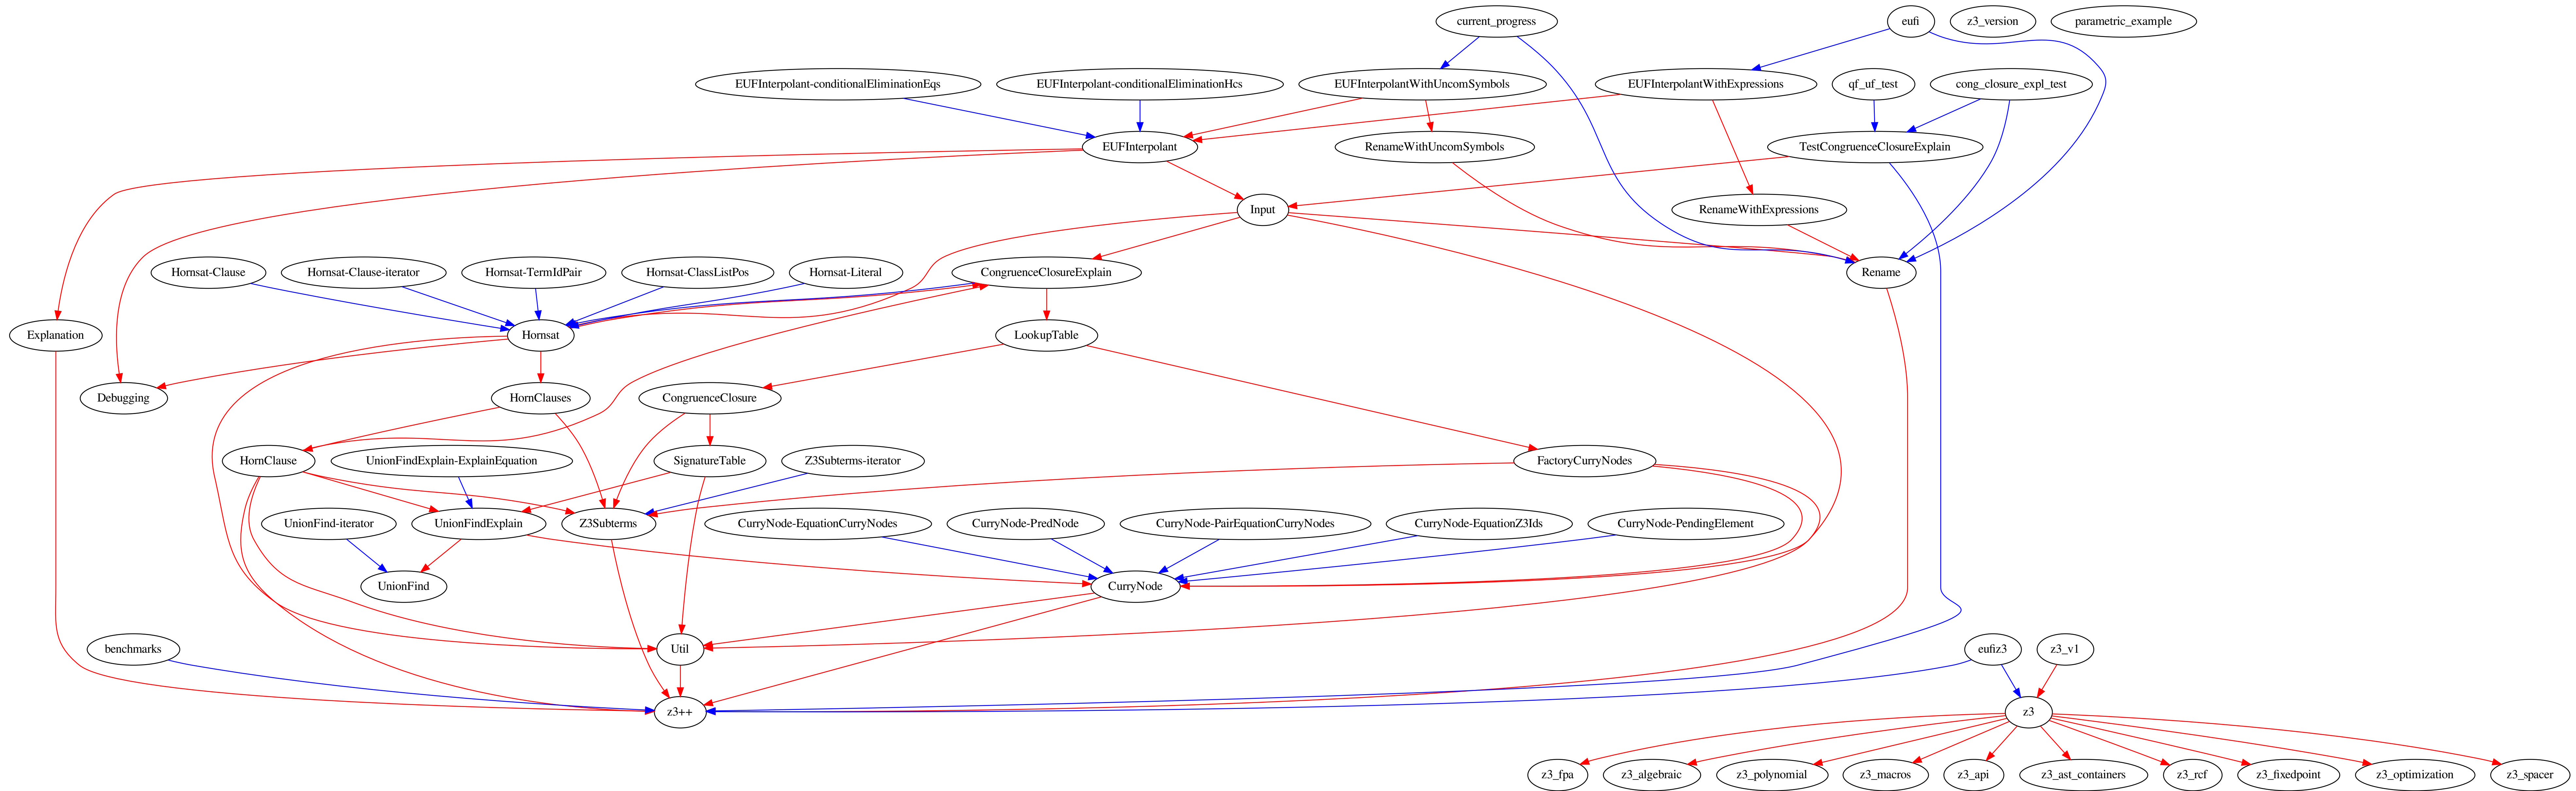 current_progress
eufi
z3_version
parametric_example
EUFInterpolant-conditionalEliminationEqs
EUFInterpolant-conditionalEliminationHcs
EUFInterpolantWithUncomSymbols
EUFInterpolantWithExpressions
qf_uf_test
cong_closure_expl_test
EUFInterpolant
RenameWithUncomSymbols
TestCongruenceClosureExplain
Input
RenameWithExpressions
Hornsat-Clause
Hornsat-Clause-iterator
Hornsat-TermIdPair
Hornsat-ClassListPos
Hornsat-Literal
CongruenceClosureExplain
Rename
Explanation
Hornsat
LookupTable
Debugging
HornClauses
CongruenceClosure
HornClause
UnionFindExplain-ExplainEquation
SignatureTable
Z3Subterms-iterator
FactoryCurryNodes
UnionFind-iterator
UnionFindExplain
Z3Subterms
CurryNode-EquationCurryNodes
CurryNode-PredNode
CurryNode-PairEquationCurryNodes
CurryNode-EquationZ3Ids
CurryNode-PendingElement
UnionFind
CurryNode
benchmarks
Util
eufiz3
z3_v1
z3++
z3
z3_fpa
z3_algebraic
z3_polynomial
z3_macros
z3_api
z3_ast_containers
z3_rcf
z3_fixedpoint
z3_optimization
z3_spacer